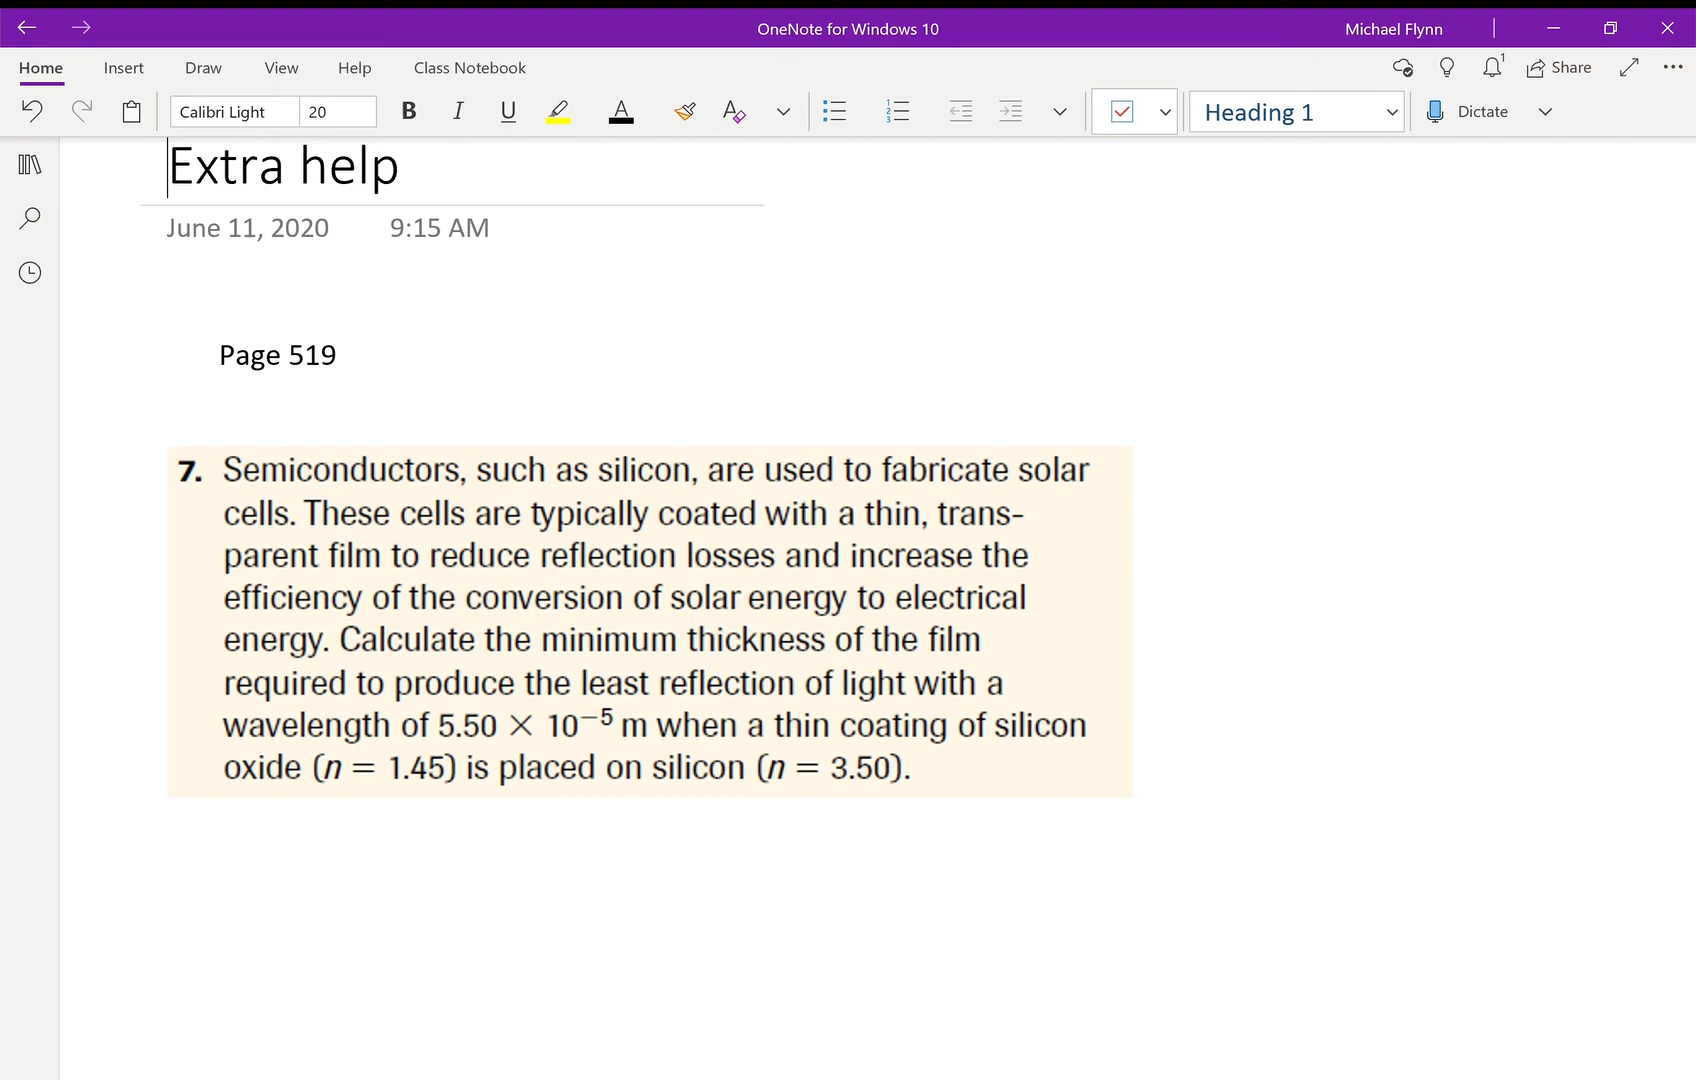 OneNote for Windows 10
Michael Flynn
Home Insert Draw View Help Class Notebook
1
Share
Calibri Light 20 B I U A A Heading 1 Dictate
Extra help
June 11, 2020 9:15 AM
Page 519
7. Semiconductors, such as silicon, are used to fabricate solar
cells. These cells are typically coated with a thin, trans-
parent film to reduce reflection losses and increase the
efficiency of the conversion of solar energy to electrical
energy. Calculate the minimum thickness of the film
required to produce the least reflection of light with a
wavelength of 5.50 × 10⁻⁵ m when a thin coating of silicon
oxide (n = 1.45) is placed on silicon (n = 3.50).